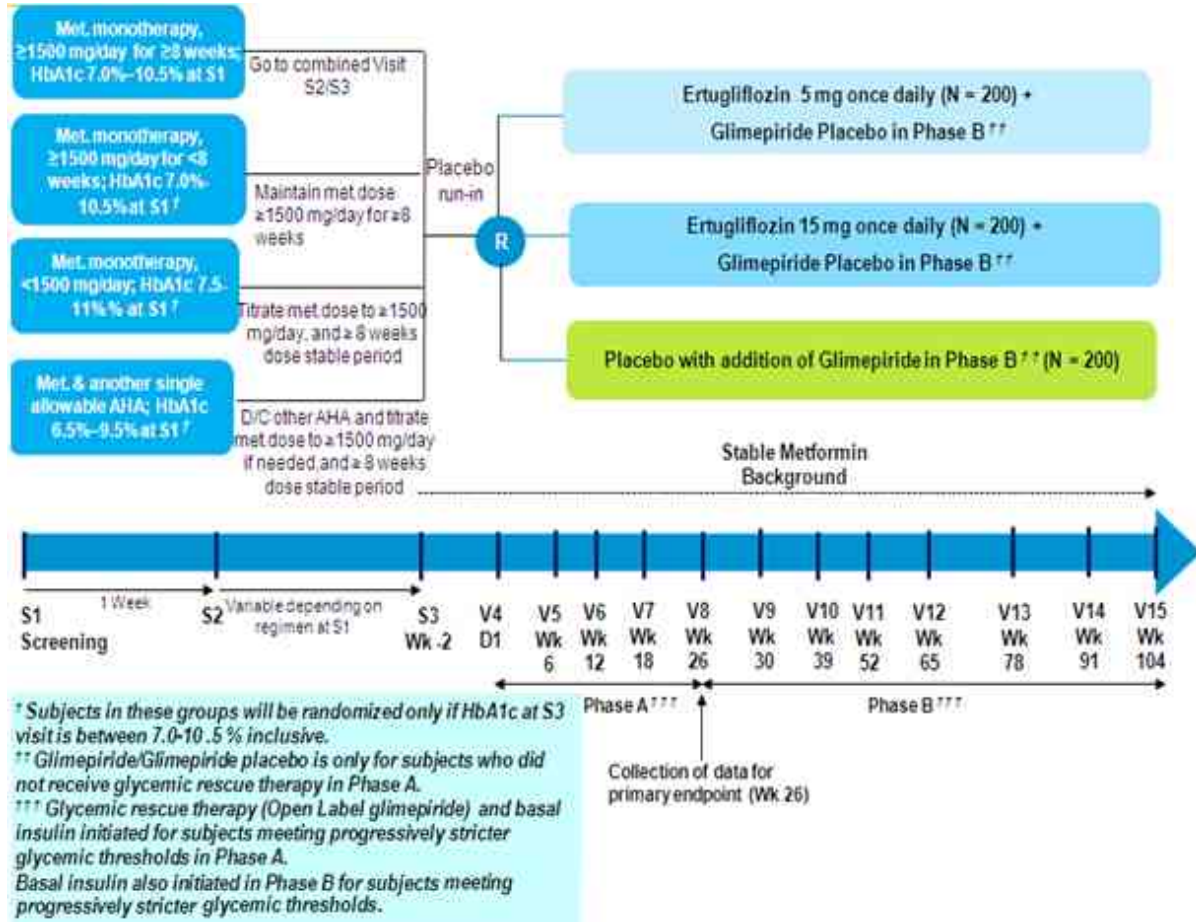 Met. monotherapy,
≥1500 mg/day for ≥8 weeks;
HbA1c 7.0%–10.5% at S1
Go to combined Visit
S2/S3
Met. monotherapy,
≥1500 mg/day for <8
weeks; HbA1c 7.0%-
10.5% at S1 †
Maintain met dose
≥1500 mg/day for ≥8
weeks
Met. monotherapy,
<1500 mg/day; HbA1c 7.5-
11%% at S1 †
Titrate met dose to ≥1500
mg/day, and ≥ 8 weeks
dose stable period
Met. & another single
allowable AHA; HbA1c
6.5%–9.5% at S1 †
D/C other AHA and titrate
met dose to ≥1500 mg/day
if needed, and ≥ 8 weeks
dose stable period
Placebo
run-in
R
Ertugliflozin 5 mg once daily (N = 200) +
Glimepiride Placebo in Phase B ††
Ertugliflozin 15 mg once daily (N = 200) +
Glimepiride Placebo in Phase B ††
Placebo with addition of Glimepiride in Phase B †† (N = 200)
Stable Metformin
Background
1 Week
Variable depending on
regimen at S1
S1
Screening
S2
S3
Wk -2
V4
D1
V5
Wk
6
V6
Wk
12
V7
Wk
18
V8
Wk
26
V9
Wk
30
V10
Wk
39
V11
Wk
52
V12
Wk
65
V13
Wk
78
V14
Wk
91
V15
Wk
104
Phase A †††
Phase B †††
Collection of data for
primary endpoint (Wk 26)
† Subjects in these groups will be randomized only if HbA1c at S3
visit is between 7.0-10 .5 % inclusive.
†† Glimepiride/Glimepiride placebo is only for subjects who did
not receive glycemic rescue therapy in Phase A.
††† Glycemic rescue therapy (Open Label glimepiride) and basal
insulin initiated for subjects meeting progressively stricter
glycemic thresholds in Phase A.
Basal insulin also initiated in Phase B for subjects meeting
progressively stricter glycemic thresholds.